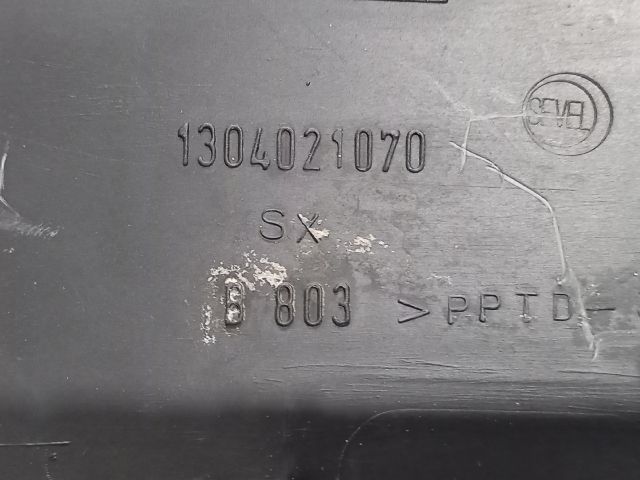 SEVEL
1304021070
SX
B 803 >PPTD-